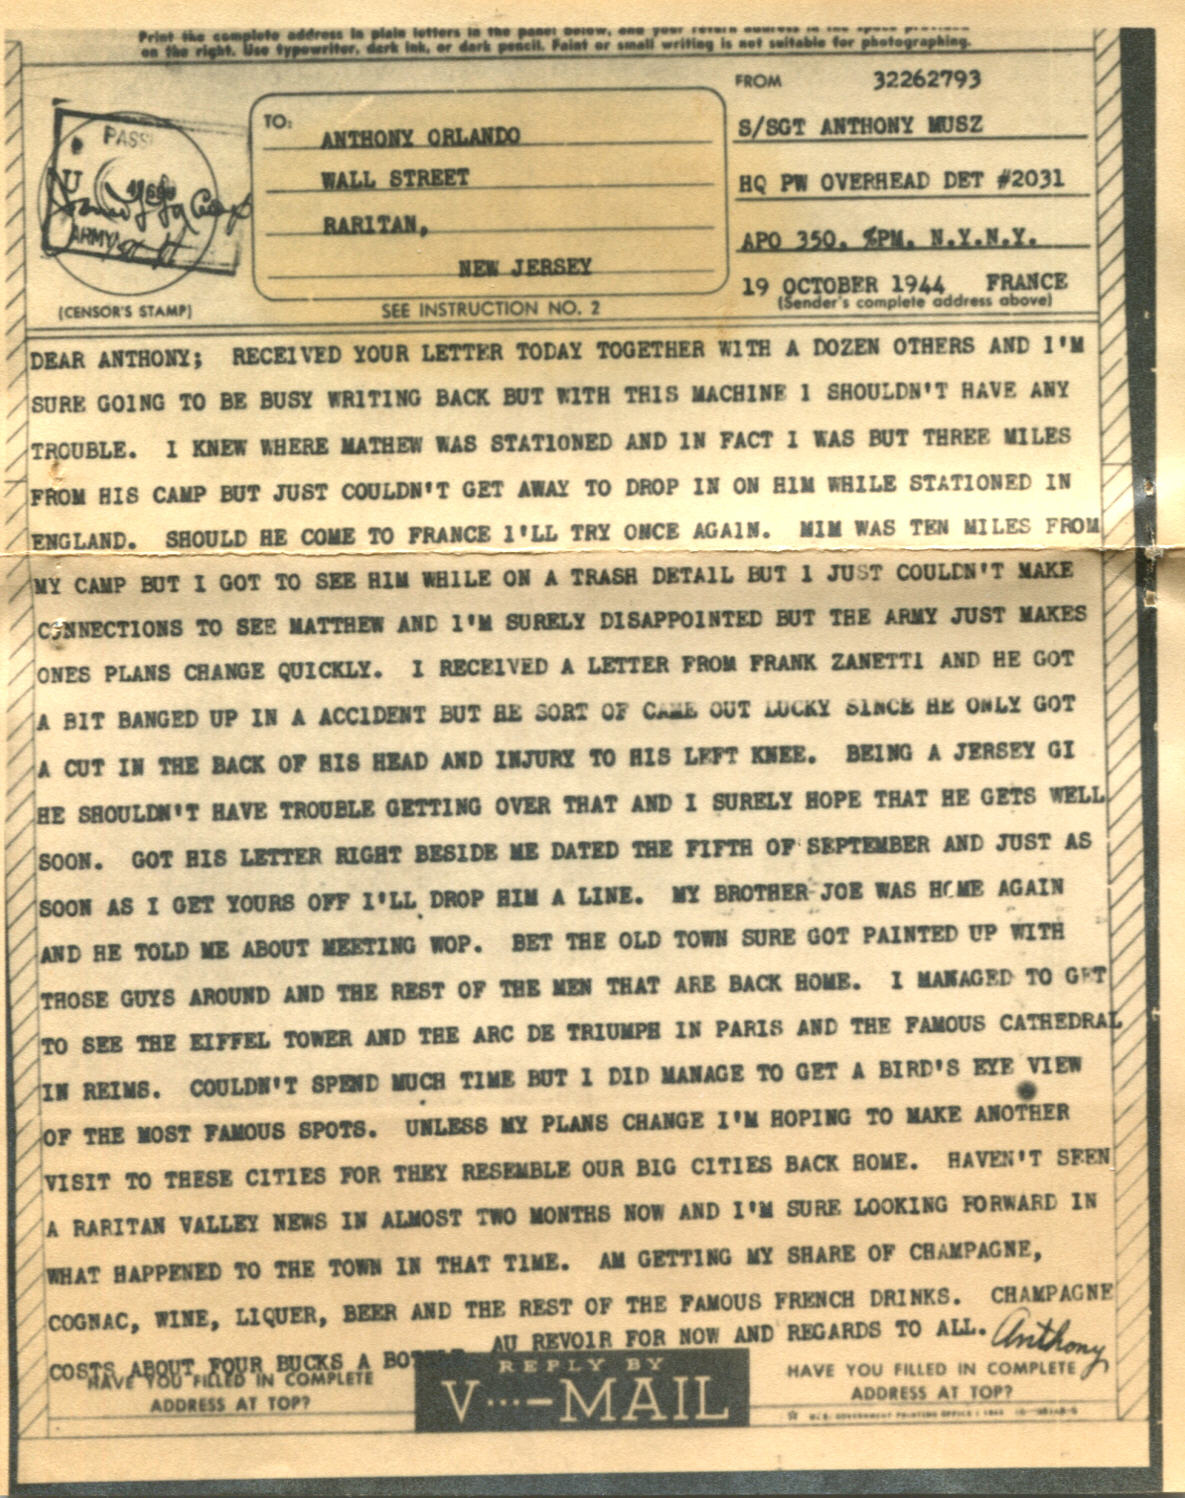 Print the complete address in plain letters in the panel below, and your return address in the space provided
on the right. Use typewriter, dark ink, or dark pencil. Faint or small writing is not suitable for photographing.
FROM 32262793
TO:
ANTHONY ORLANDO
WALL STREET
RARITAN,
NEW JERSEY
S/SGT ANTHONY MUSZ
HQ PW OVERHEAD DET #2031
APO 350. %PM. N.Y.N.Y.
19 OCTOBER 1944 FRANCE
(Sender's complete address above)
PASS
U
ARMY
(CENSOR'S STAMP)
SEE INSTRUCTION NO. 2
DEAR ANTHONY; RECEIVED YOUR LETTER TODAY TOGETHER WITH A DOZEN OTHERS AND I'M
SURE GOING TO BE BUSY WRITING BACK BUT WITH THIS MACHINE I SHOULDN'T HAVE ANY
TROUBLE. I KNEW WHERE MATHEW WAS STATIONED AND IN FACT I WAS BUT THREE MILES
FROM HIS CAMP BUT JUST COULDN'T GET AWAY TO DROP IN ON HIM WHILE STATIONED IN
ENGLAND. SHOULD HE COME TO FRANCE I'LL TRY ONCE AGAIN. MIM WAS TEN MILES FROM
MY CAMP BUT I GOT TO SEE HIM WHILE ON A TRASH DETAIL BUT I JUST COULDN'T MAKE
CONNECTIONS TO SEE MATTHEW AND I'M SURELY DISAPPOINTED BUT THE ARMY JUST MAKES
ONES PLANS CHANGE QUICKLY. I RECEIVED A LETTER FROM FRANK ZANETTI AND HE GOT
A BIT BANGED UP IN A ACCIDENT BUT HE SORT OF CAME OUT LUCKY SINCE HE ONLY GOT
A CUT IN THE BACK OF HIS HEAD AND INJURY TO HIS LEFT KNEE. BEING A JERSEY GI
HE SHOULDN'T HAVE TROUBLE GETTING OVER THAT AND I SURELY HOPE THAT HE GETS WELL
SOON. GOT HIS LETTER RIGHT BESIDE ME DATED THE FIFTH OF SEPTEMBER AND JUST AS
SOON AS I GET YOURS OFF I'LL DROP HIM A LINE. MY BROTHER JOE WAS HOME AGAIN
AND HE TOLD ME ABOUT MEETING WOP. BET THE OLD TOWN SURE GOT PAINTED UP WITH
THOSE GUYS AROUND AND THE REST OF THE MEN THAT ARE BACK HOME. I MANAGED TO GET
TO SEE THE EIFFEL TOWER AND THE ARC DE TRIUMPH IN PARIS AND THE FAMOUS CATHEDRAL
IN REIMS. COULDN'T SPEND MUCH TIME BUT I DID MANAGE TO GET A BIRD'S EYE VIEW
OF THE MOST FAMOUS SPOTS. UNLESS MY PLANS CHANGE I'M HOPING TO MAKE ANOTHER
VISIT TO THESE CITIES FOR THEY RESEMBLE OUR BIG CITIES BACK HOME. HAVEN'T SEEN
A RARITAN VALLEY NEWS IN ALMOST TWO MONTHS NOW AND I'M SURE LOOKING FORWARD IN
WHAT HAPPENED TO THE TOWN IN THAT TIME. AM GETTING MY SHARE OF CHAMPAGNE,
COGNAC, WINE, LIQUER, BEER AND THE REST OF THE FAMOUS FRENCH DRINKS. CHAMPAGNE
COSTS ABOUT FOUR BUCKS A BOTTLE. AU REVOIR FOR NOW AND REGARDS TO ALL. Anthony
HAVE YOU FILLED IN COMPLETE
ADDRESS AT TOP?
REPLY BY
V···—MAIL
HAVE YOU FILLED IN COMPLETE
ADDRESS AT TOP?
U.S. GOVERNMENT PRINTING OFFICE